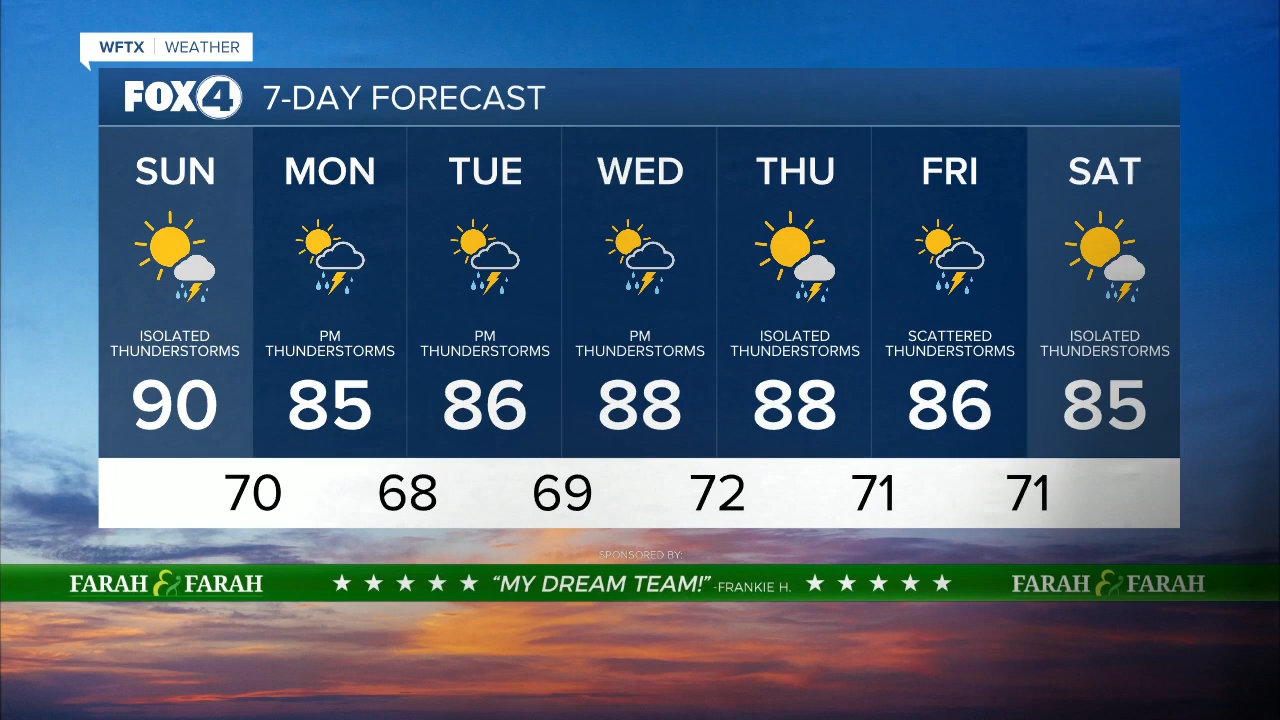 WFTX WEATHER
FOX 4 7-DAY FORECAST
SUN MON TUE WED THU FRI SAT
ISOLATED THUNDERSTORMS
PM THUNDERSTORMS
PM THUNDERSTORMS
PM THUNDERSTORMS
ISOLATED THUNDERSTORMS
SCATTERED THUNDERSTORMS
ISOLATED THUNDERSTORMS
90 85 86 88 88 86 85
70 68 69 72 71 71
SPONSORED BY:
FARAH & FARAH ★★★★★ “MY DREAM TEAM!” -FRANKIE H. ★★★★★ FARAH & FARAH